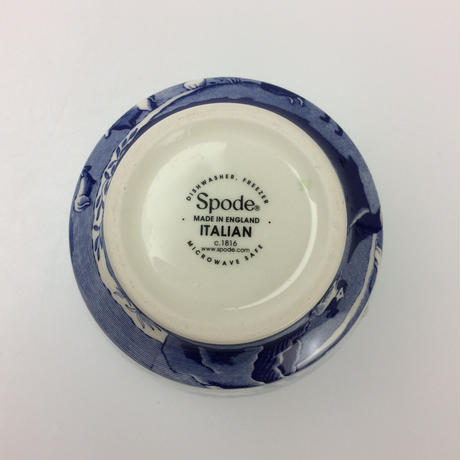 DISHWASHER, FREEZER
Spode®
• MADE IN ENGLAND •
ITALIAN
c.1816
www.spode.com
MICROWAVE SAFE